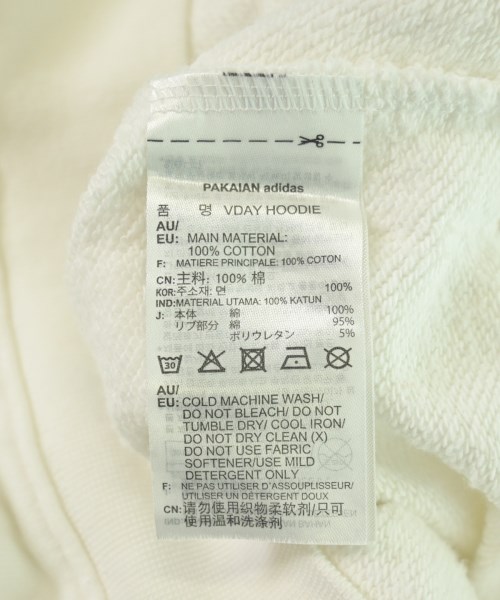 PAKAIAN adidas
품 명 VDAY HOODIE
AU/
EU: MAIN MATERIAL:
100% COTTON
F: MATIERE PRINCIPALE: 100% COTON
CN: 主料: 100% 棉
KOR: 주소재: 면 100%
IND: MATERIAL UTAMA: 100% KATUN
J: 本体 綿 100%
リブ部分 綿 95%
ポリウレタン 5%
30
AU/
EU: COLD MACHINE WASH/
DO NOT BLEACH/ DO NOT
TUMBLE DRY/ COOL IRON/
DO NOT DRY CLEAN (X)
DO NOT USE FABRIC
SOFTENER/USE MILD
DETERGENT ONLY
F: NE PAS UTILISER D'ASSOUPLISSEUR/
UTILISER UN DÉTERGENT DOUX
CN: 请勿使用织物柔软剂/只可
使用温和洗涤剂